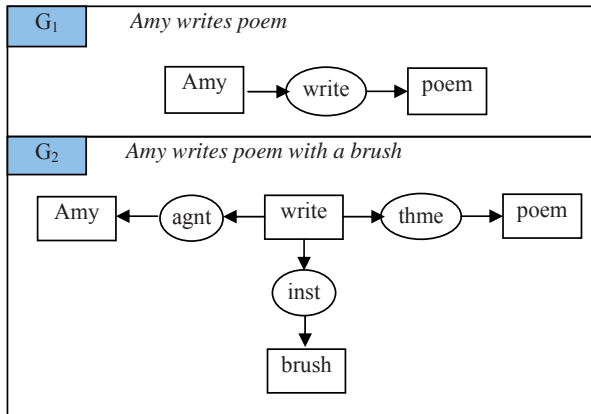 G₁ Amy writes poem
Amy write poem
G₂ Amy writes poem with a brush
Amy agnt write thme poem
inst
brush